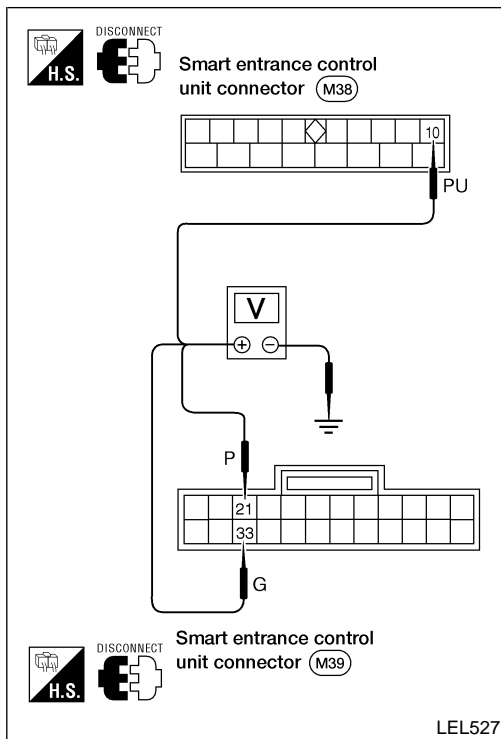 DISCONNECT
H.S.
Smart entrance control
unit connector M38
10
PU
V
+ −
P
21
33
G
DISCONNECT
H.S.
Smart entrance control
unit connector M39
LEL527